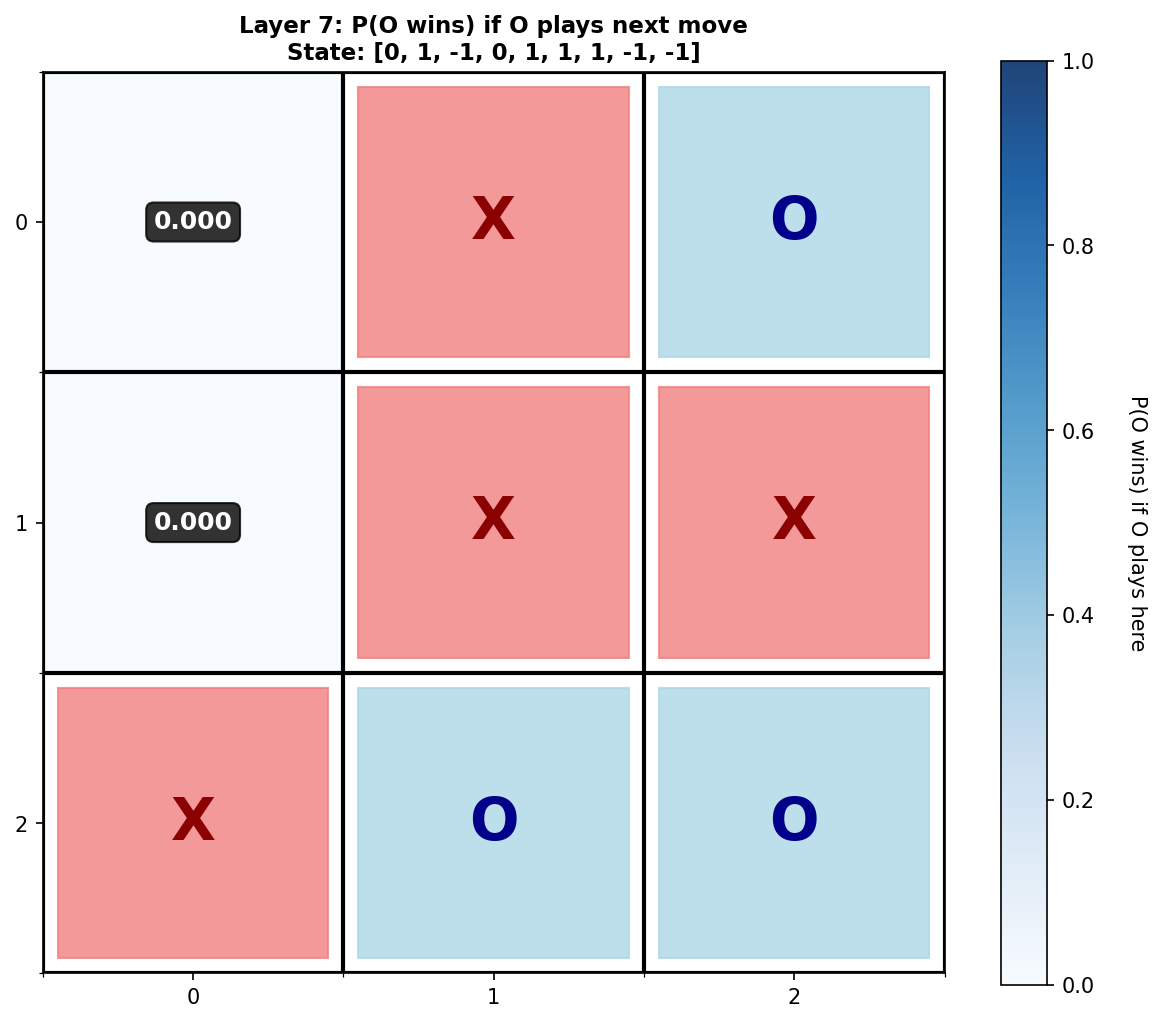 Layer 7: P(O wins) if O plays next move
State: [0, 1, -1, 0, 1, 1, 1, -1, -1]
0 0.000 X O
1 0.000 X X
2 X O O
0 1 2
1.0
0.8
0.6
0.4
0.2
0.0
P(O wins) if O plays here